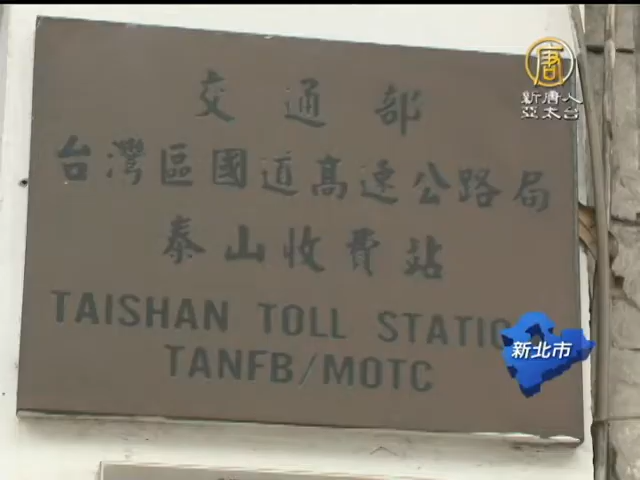 交通部
台灣區國道高速公路局
泰山收費站
TAISHAN TOLL STATIO
TANFB/MOTC
唐
新唐人
亞太台
新北市